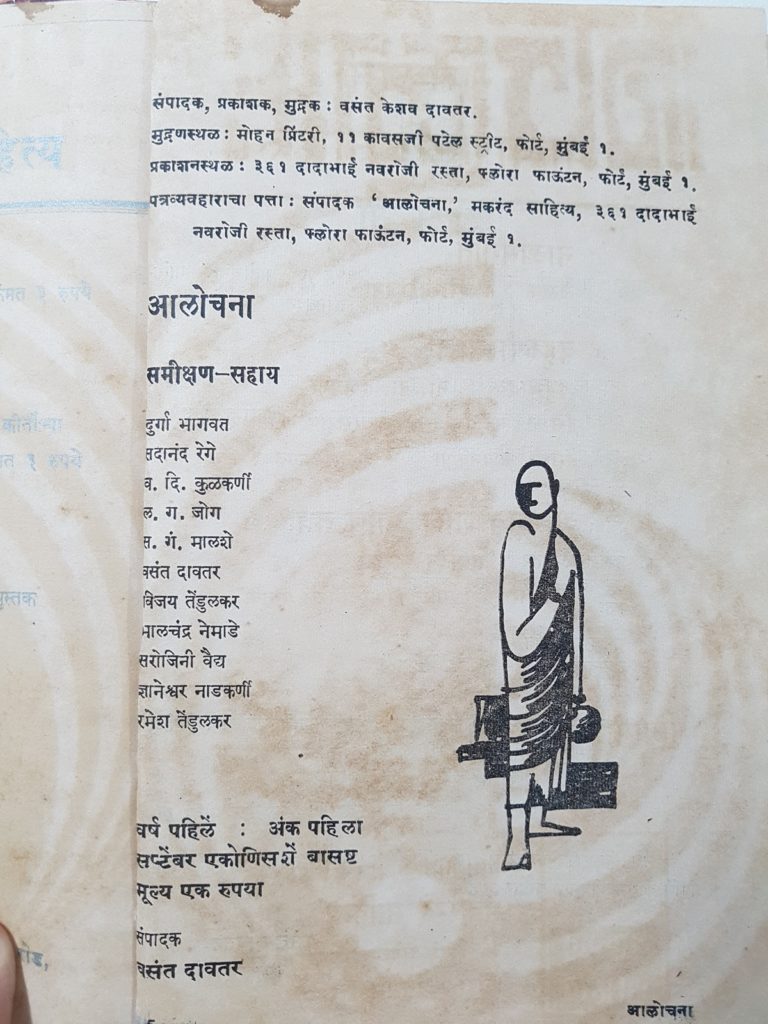 संपादक, प्रकाशक, मुद्रक : वसंत केशव दावतर.
मुद्रणस्थळ : मोहन प्रिंटरी, ११ कावसजी पटेल स्ट्रीट, फोर्ट, मुंबई १.
प्रकाशनस्थळ : ३६१ दादाभाई नवरोजी रस्ता, फ्लोरा फाऊंटन, फोर्ट, मुंबई १.
पत्रव्यवहाराचा पत्ता : संपादक ‘आलोचना,’ मकरंद साहित्य, ३६१ दादाभाई
नवरोजी रस्ता, फ्लोरा फाऊंटन, फोर्ट, मुंबई १.
आलोचना
समीक्षण–सहाय
दुर्गा भागवत
सदानंद रेगे
व. दि. कुळकर्णी
ल. ग. जोग
स. गं. मालशे
वसंत दावतर
विजय तेंडुलकर
भालचंद्र नेमाडे
सरोजिनी वैद्य
ज्ञानेश्वर नाडकर्णी
रमेश तेंडुलकर
वर्ष पहिलें : अंक पहिला
सप्टेंबर एकोणिसशें बासष्ट
मूल्य एक रुपया
संपादक
वसंत दावतर
आलोचना